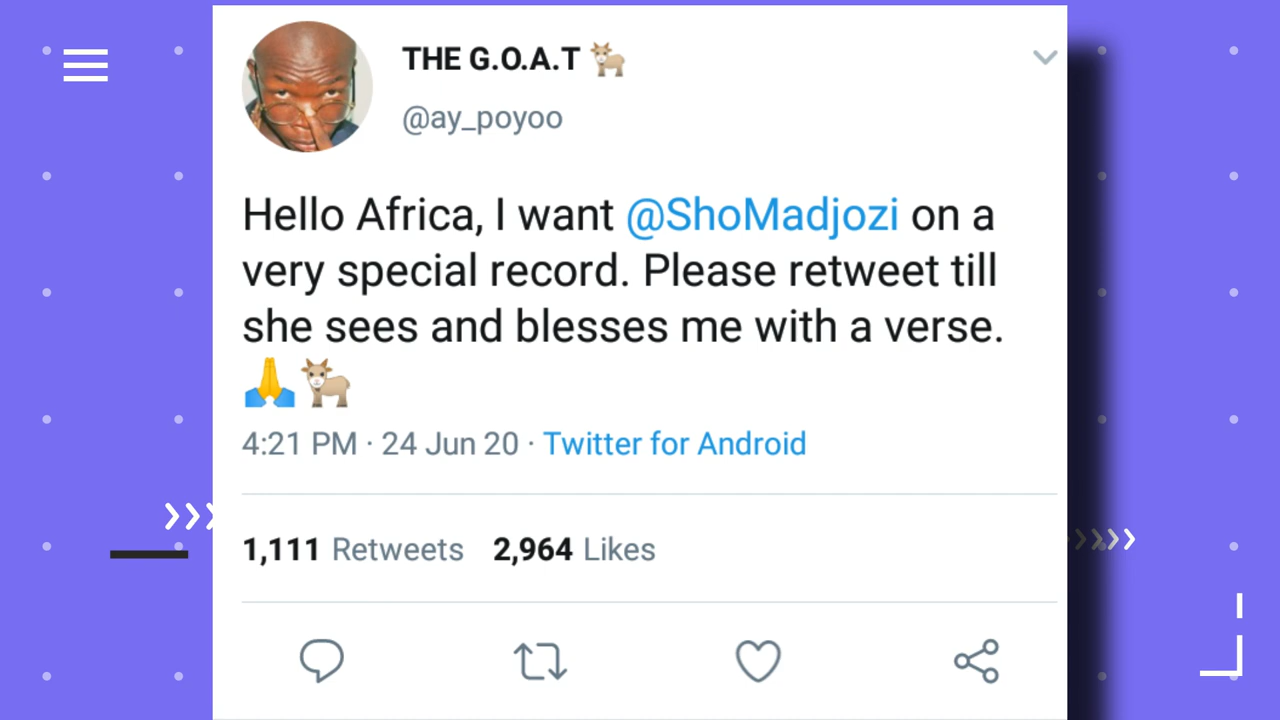 THE G.O.A.T 🐐
@ay_poyoo
Hello Africa, I want @ShoMadjozi on a
very special record. Please retweet till
she sees and blesses me with a verse.
🙏🐐
4:21 PM · 24 Jun 20 · Twitter for Android
1,111 Retweets 2,964 Likes